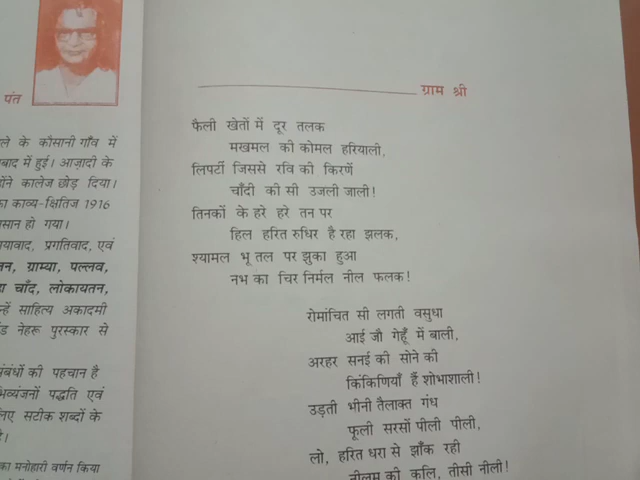 पंत
ले के कौसानी गाँव में
बाद में हुई। आज़ादी के
होंने कालेज छोड़ दिया।
का काव्य-क्षितिज 1916
सान हो गया।
यावाद, प्रगतिवाद, एवं
तन, ग्राम्या, पल्लव,
चाँद, लोकायतन,
न्हें साहित्य अकादमी
नेहरू पुरस्कार से
संबंधों की पहचान है
भिव्यंजनों पद्धति एवं
लिए सटीक शब्दों के
है।
का मनोहारी वर्णन किया
ग्राम श्री
फैली खेतों में दूर तलक
मखमल की कोमल हरियाली,
लिपटीं जिससे रवि की किरणें
चाँदी की सी उजली जाली!
तिनकों के हरे हरे तन पर
हिल हरित रुधिर है रहा झलक,
श्यामल भू तल पर झुका हुआ
नभ का चिर निर्मल नील फलक!
रोमांचित सी लगती वसुधा
आई जौ गेहूँ में बाली,
अरहर सनई की सोने की
किंकिणियाँ हैं शोभाशाली!
उड़ती भीनी तैलाक्त गंध
फूली सरसों पीली पीली,
लो, हरित धरा से झाँक रही
नीलम की कलि, तीसी नीली!